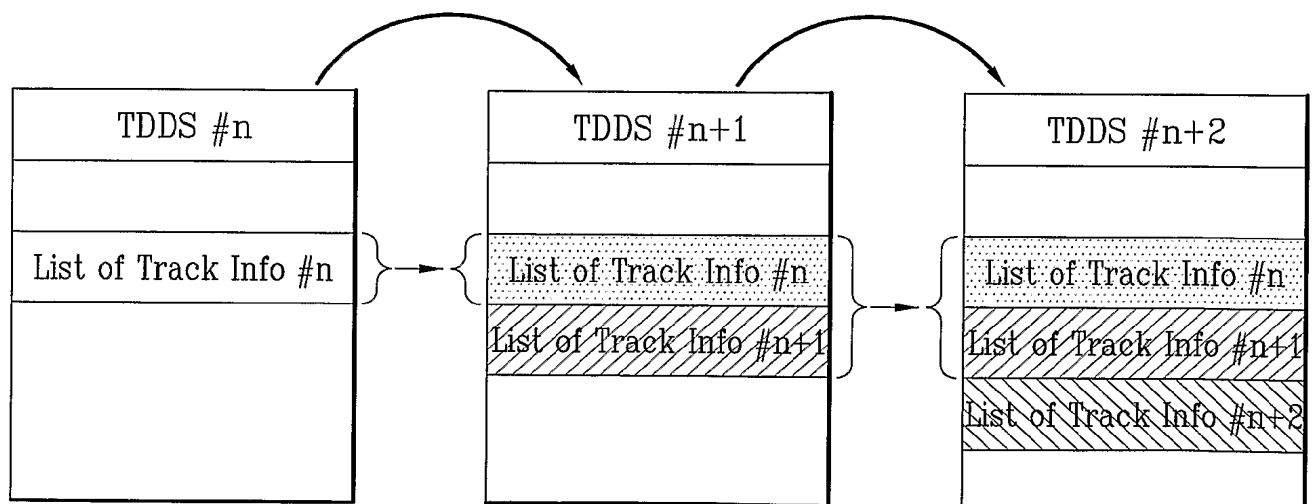 TDDS #n
List of Track Info #n
TDDS #n+1
List of Track Info #n
List of Track Info #n+1
TDDS #n+2
List of Track Info #n
List of Track Info #n+1
List of Track Info #n+2